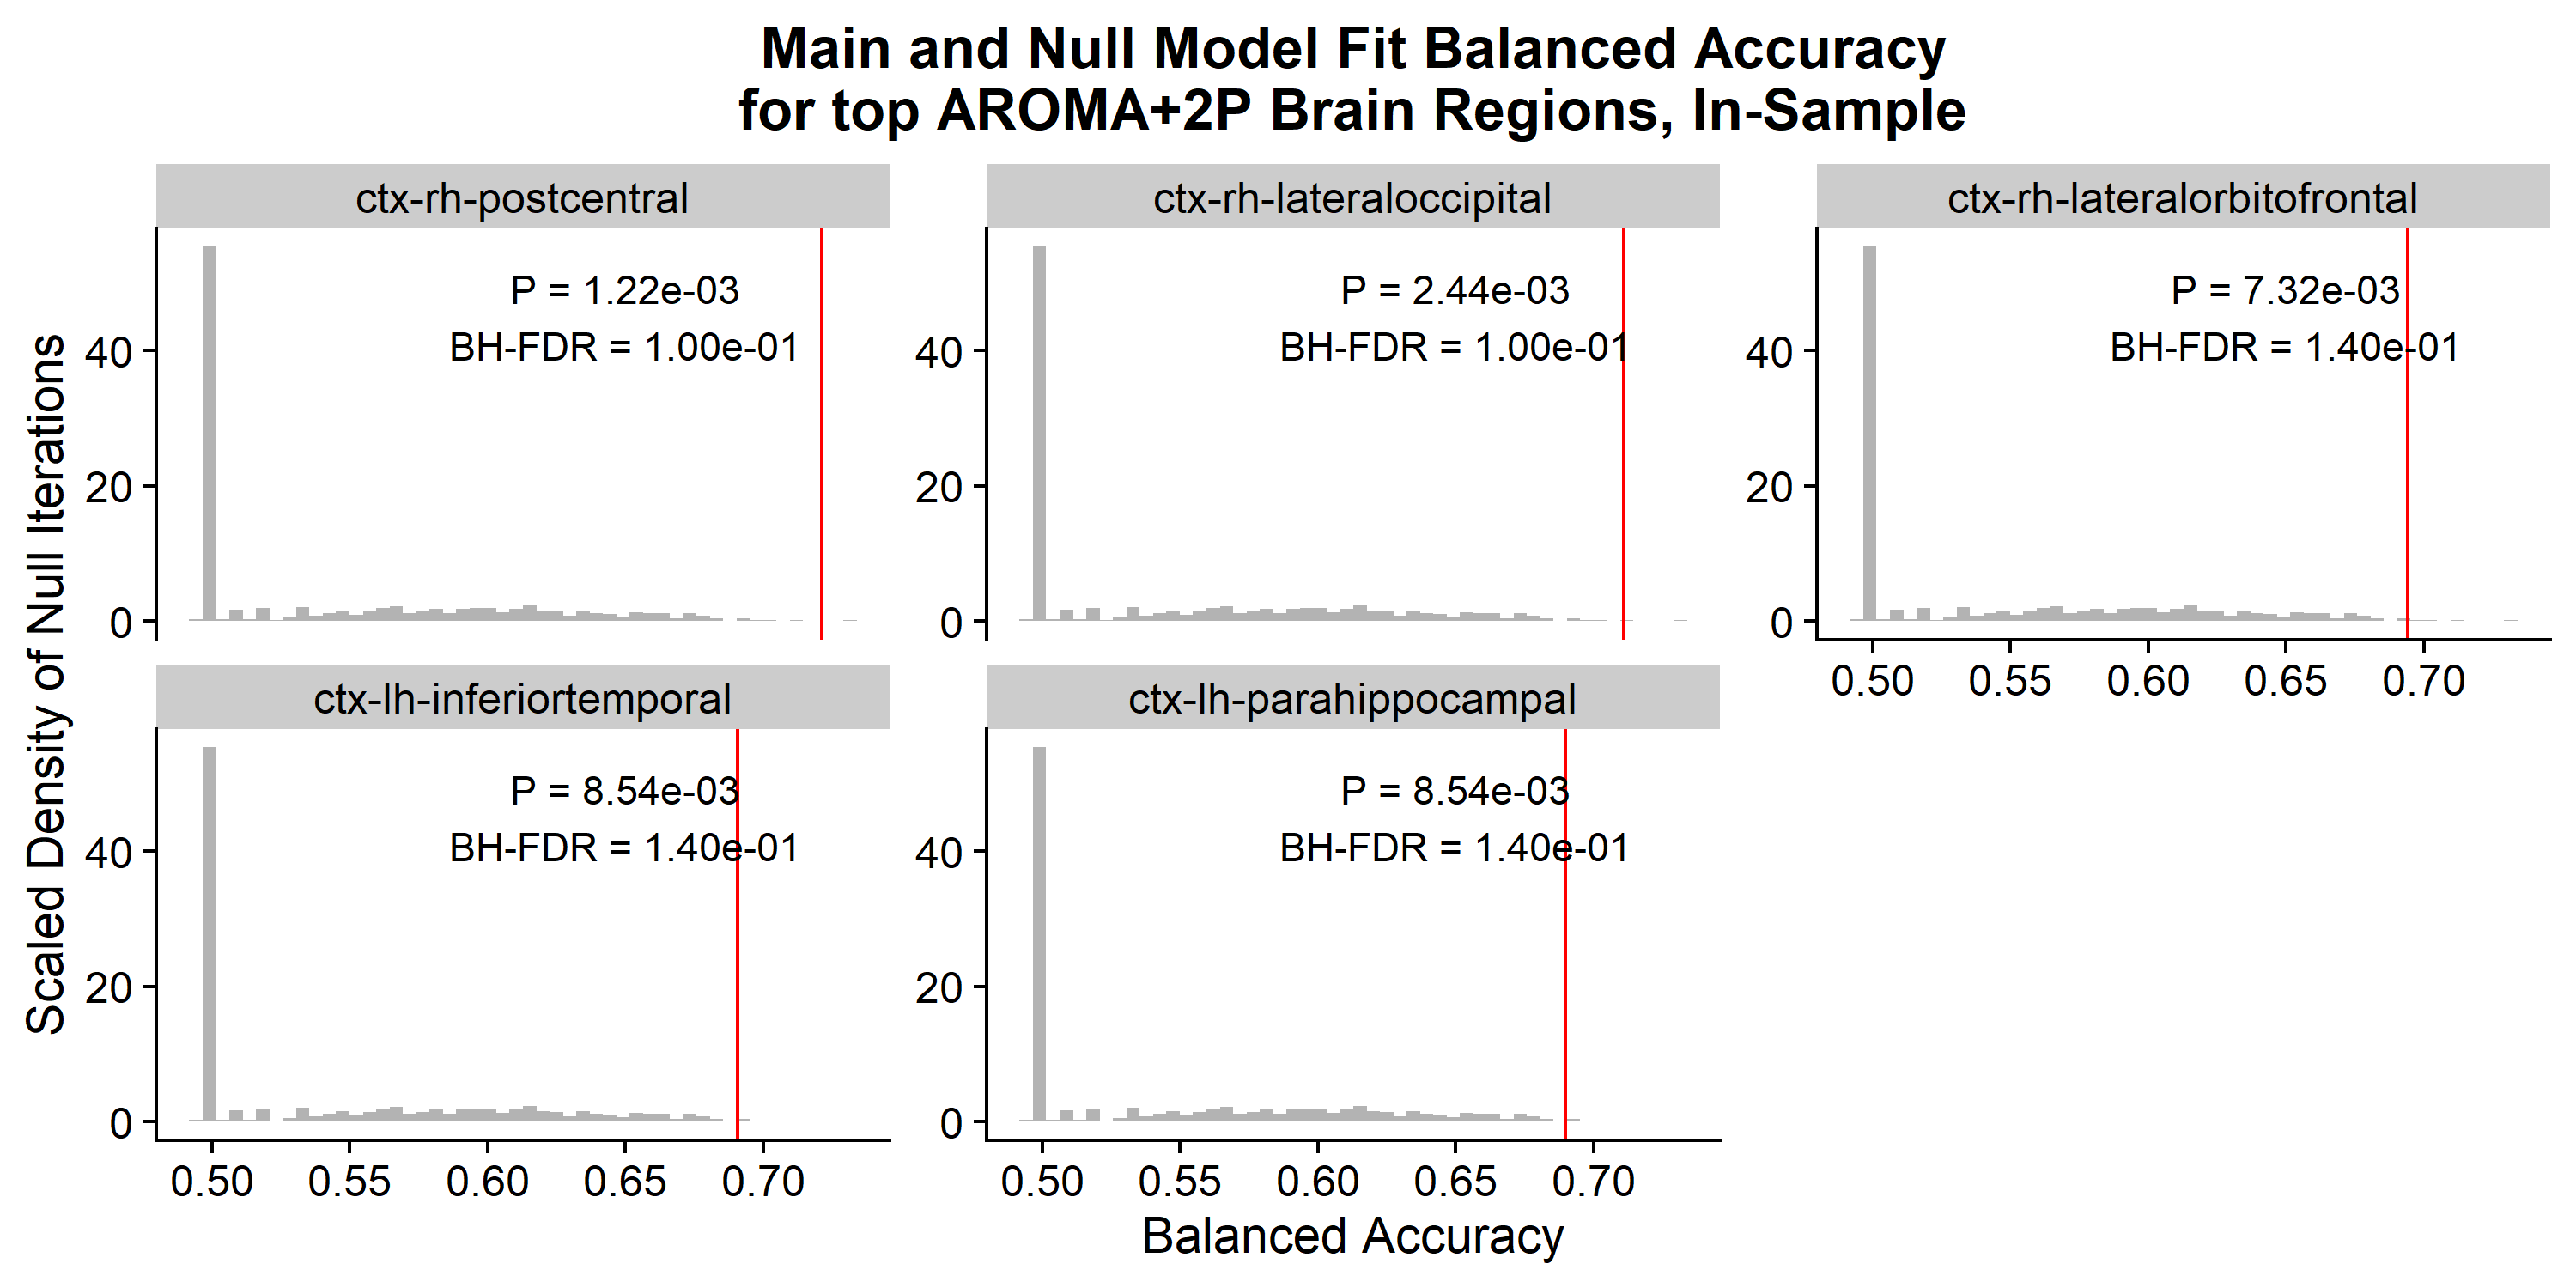 Main and Null Model Fit Balanced Accuracy
for top AROMA+2P Brain Regions, In-Sample
Scaled Density of Null Iterations
ctx-rh-postcentral
P = 1.22e-03
BH-FDR = 1.00e-01
40
20
0
ctx-rh-lateraloccipital
P = 2.44e-03
BH-FDR = 1.00e-01
40
20
0
ctx-rh-lateralorbitofrontal
P = 7.32e-03
BH-FDR = 1.40e-01
40
20
0
0.50 0.55 0.60 0.65 0.70
ctx-lh-inferiortemporal
P = 8.54e-03
BH-FDR = 1.40e-01
40
20
0
0.50 0.55 0.60 0.65 0.70
ctx-lh-parahippocampal
P = 8.54e-03
BH-FDR = 1.40e-01
40
20
0
0.50 0.55 0.60 0.65 0.70
Balanced Accuracy